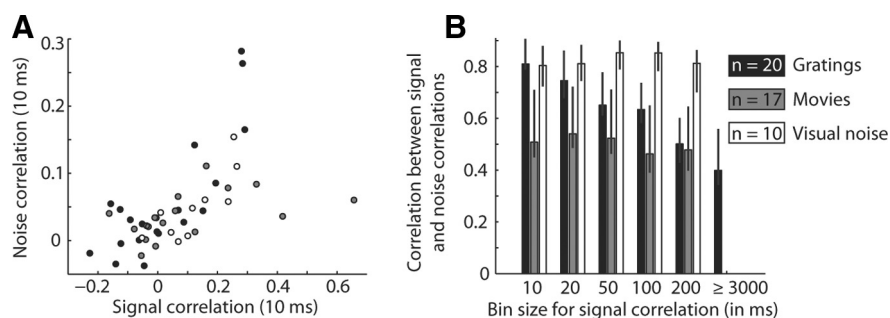 A
Noise correlation (10 ms)
0.3
0.2
0.1
0
−0.2
0
0.2
0.4
0.6
Signal correlation (10 ms)
B
Correlation between signal
and noise correlations
0.8
0.6
0.4
0.2
0
10
20
50
100
200
≥ 3000
Bin size for signal correlation (in ms)
n = 20 Gratings
n = 17 Movies
n = 10 Visual noise